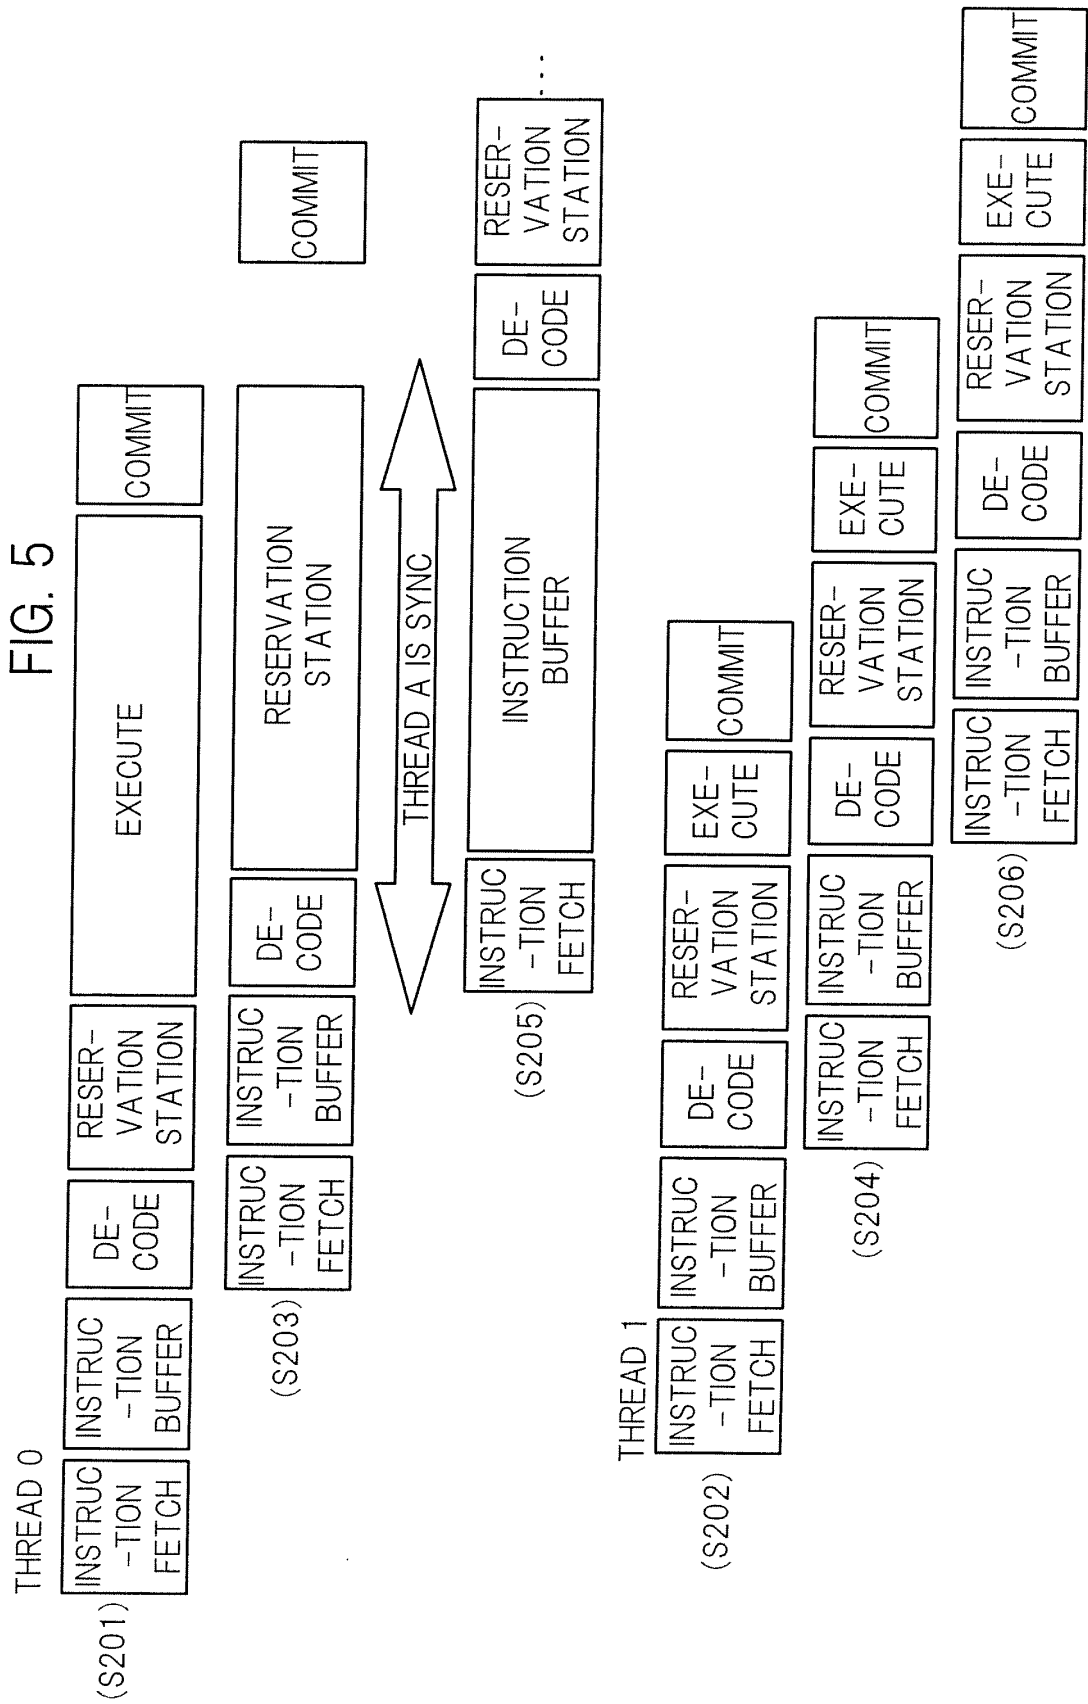 FIG. 5
THREAD 0
(S201)
INSTRUC
-TION
FETCH
INSTRUC
-TION
BUFFER
DE-
CODE
RESER-
VATION
STATION
EXECUTE
COMMIT
(S203)
INSTRUC
-TION
FETCH
INSTRUC
-TION
BUFFER
DE-
CODE
RESERVATION
STATION
COMMIT
THREAD A IS SYNC
(S205)
INSTRUC
-TION
FETCH
INSTRUCTION
BUFFER
DE-
CODE
RESER-
VATION
STATION
...
THREAD 1
(S202)
INSTRUC
-TION
FETCH
INSTRUC
-TION
BUFFER
DE-
CODE
RESER-
VATION
STATION
EXE-
CUTE
COMMIT
(S204)
INSTRUC
-TION
FETCH
INSTRUC
-TION
BUFFER
DE-
CODE
RESER-
VATION
STATION
EXE-
CUTE
COMMIT
(S206)
INSTRUC
-TION
FETCH
INSTRUC
-TION
BUFFER
DE-
CODE
RESER-
VATION
STATION
EXE-
CUTE
COMMIT